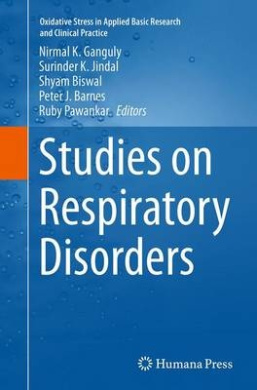 Oxidative Stress in Applied Basic Research
and Clinical Practice
Nirmal K. Ganguly
Surinder K. Jindal
Shyam Biswal
Peter J. Barnes
Ruby Pawankar Editors
Studies on
Respiratory
Disorders
Humana Press